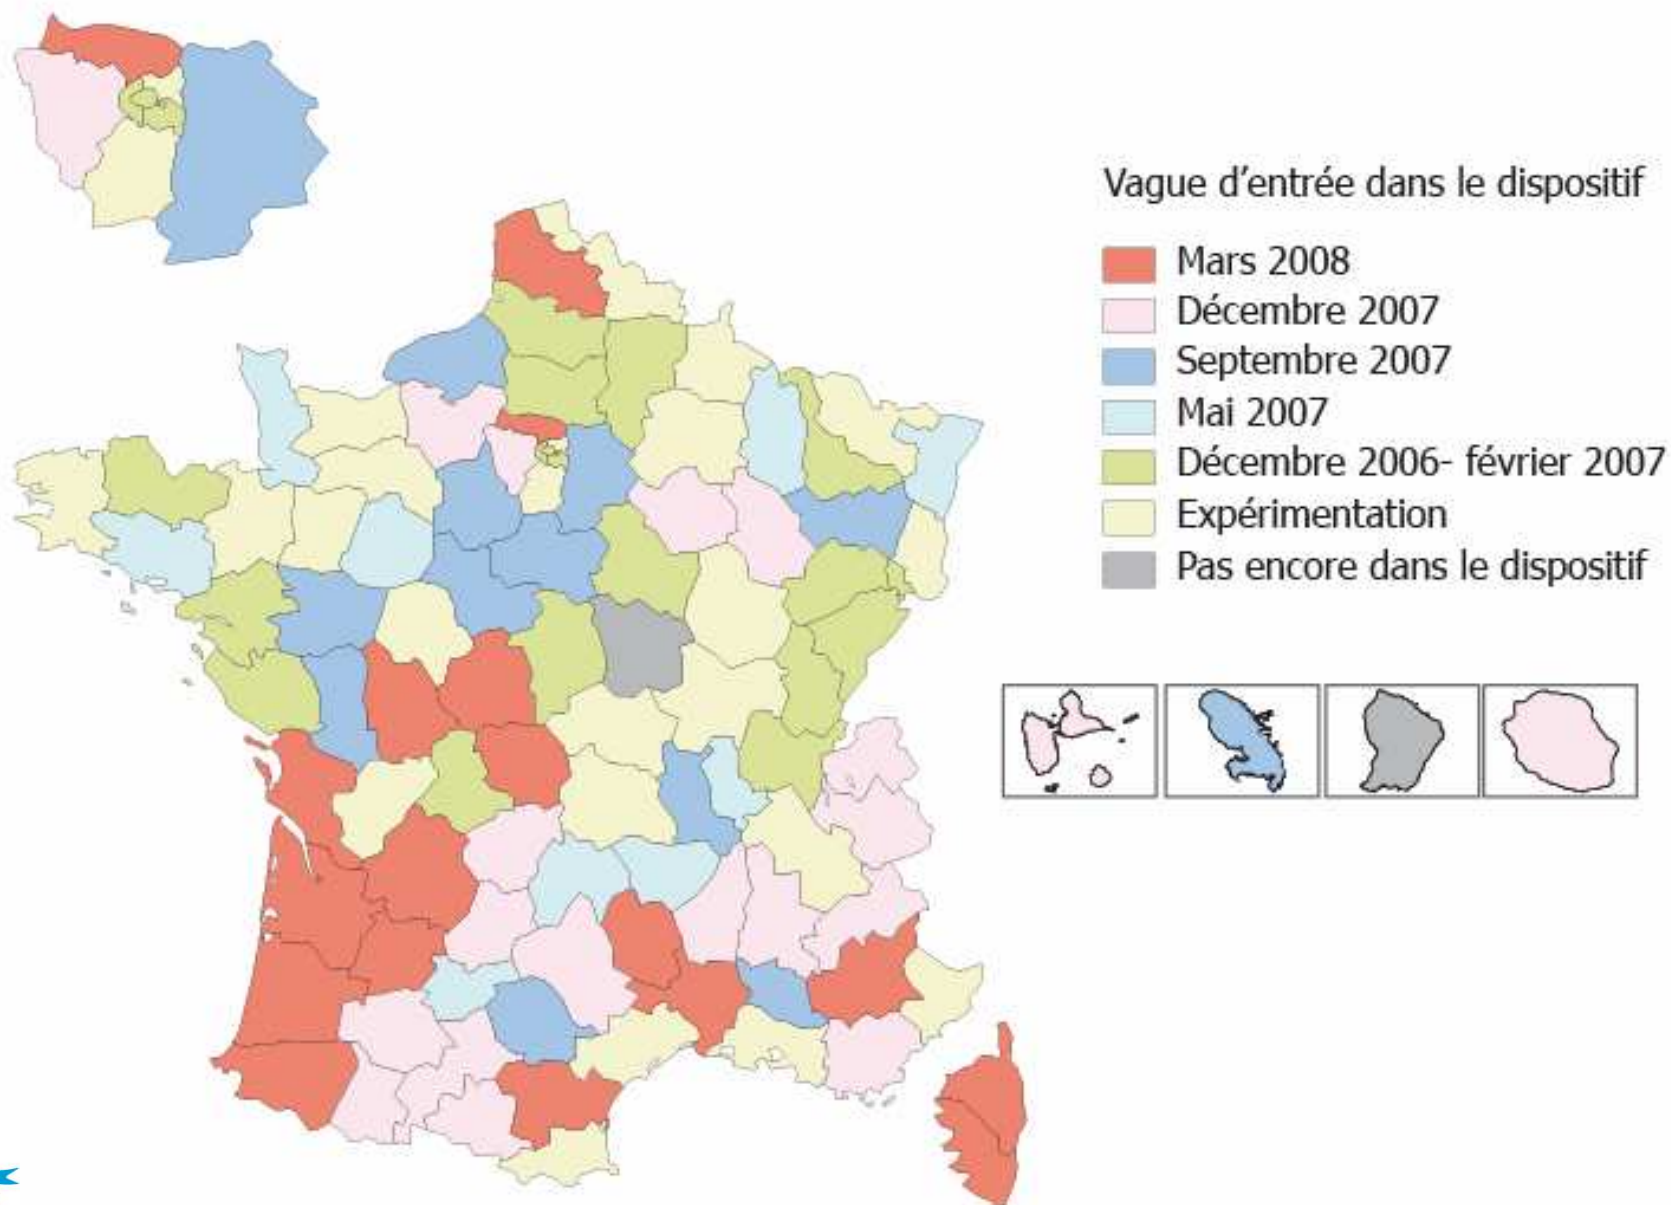 Vague d'entrée dans le dispositif
Mars 2008
Décembre 2007
Septembre 2007
Mai 2007
Décembre 2006- février 2007
Expérimentation
Pas encore dans le dispositif